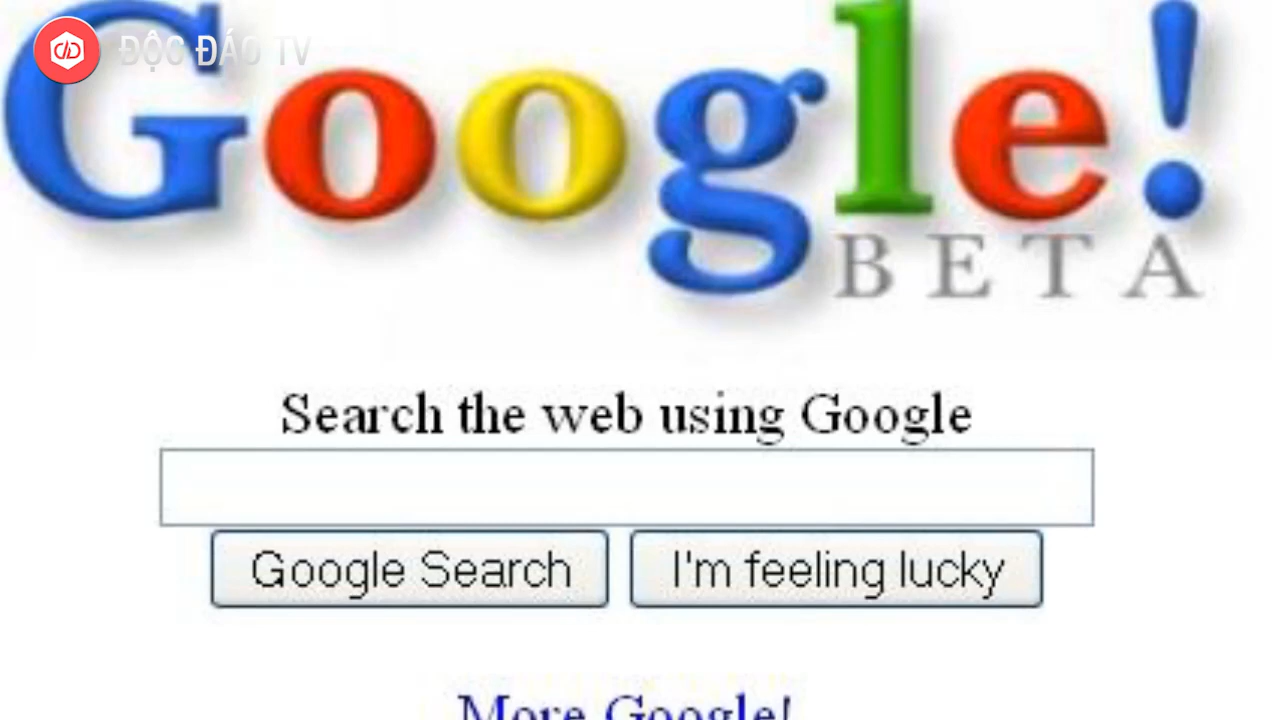 ĐỘC ĐÁO TV
Google!
BETA
Search the web using Google
Google Search
I'm feeling lucky
More Google!